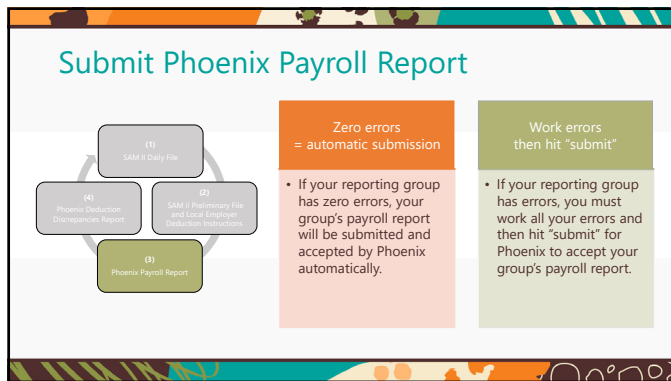 Submit Phoenix Payroll Report
(1)
SAM II Daily File
(2)
SAM II Preliminary File
and Local Employer
Deduction Instructions
(3)
Phoenix Payroll Report
(4)
Phoenix Deduction
Discrepancies Report
Zero errors
= automatic submission
• If your reporting group
has zero errors, your
group's payroll report
will be submitted and
accepted by Phoenix
automatically.
Work errors
then hit "submit"
• If your reporting group
has errors, you must
work all your errors and
then hit "submit" for
Phoenix to accept your
group's payroll report.